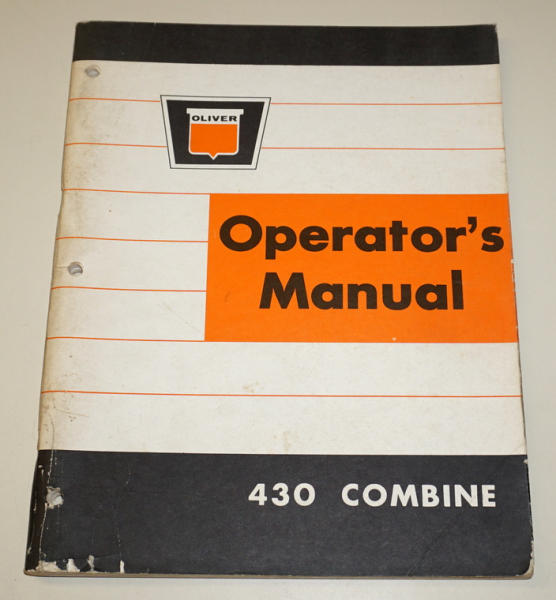 OLIVER
Operator's
Manual
430 COMBINE